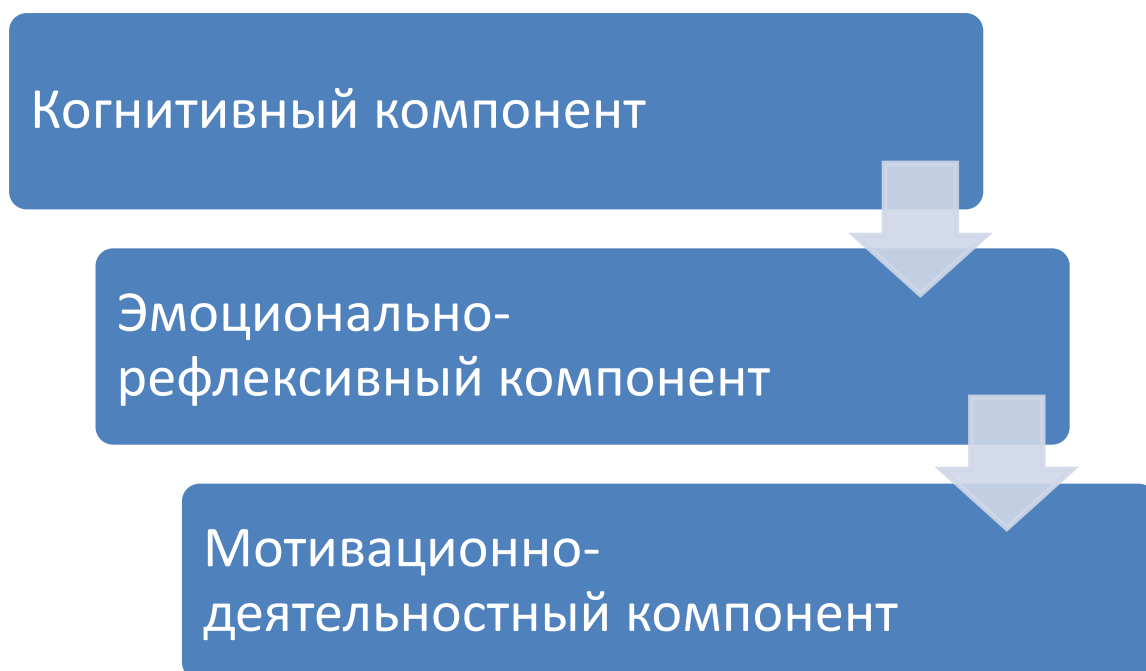 Когнитивный компонент
Эмоционально-
рефлексивный компонент
Мотивационно-
деятельностный компонент